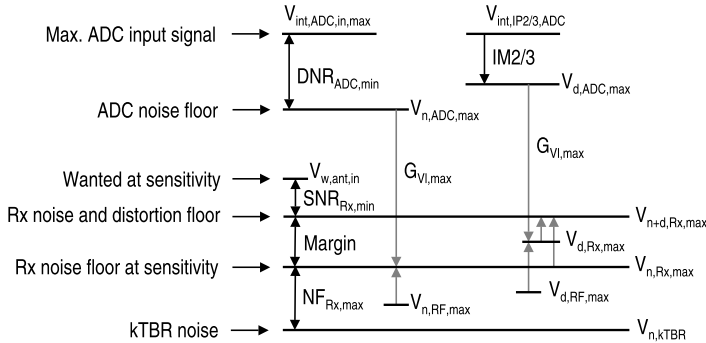 Max. ADC input signal
V_int,ADC,in,max
V_int,IP2/3,ADC
DNR_ADC,min
IM2/3
V_d,ADC,max
ADC noise floor
V_n,ADC,max
G_VI,max
G_VI,max
Wanted at sensitivity
V_w,ant,in
SNR_Rx,min
Rx noise and distortion floor
V_n+d,Rx,max
Margin
V_d,Rx,max
Rx noise floor at sensitivity
V_n,Rx,max
NF_Rx,max
V_n,RF,max
V_d,RF,max
kTBR noise
V_n,kTBR